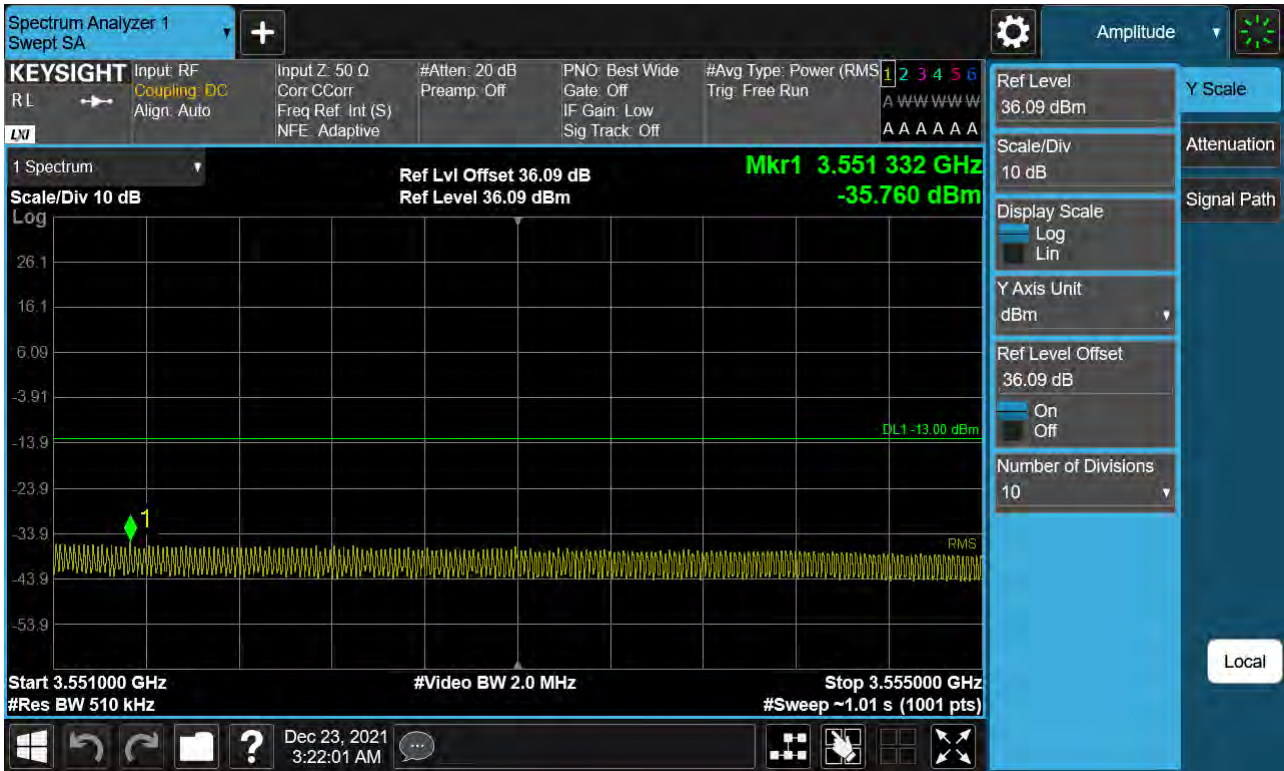 Spectrum Analyzer 1
Swept SA
+
Amplitude
KEYSIGHT
RL
LXI
Input: RF
Coupling: DC
Align: Auto
Input Z: 50 Ω
Corr CCorr
Freq Ref: Int (S)
NFE: Adaptive
#Atten: 20 dB
Preamp: Off
PNO: Best Wide
Gate: Off
IF Gain: Low
Sig Track: Off
#Avg Type: Power (RMS
Trig: Free Run
1 2 3 4 5 6
A W W W W W
A A A A A A
1 Spectrum
Scale/Div 10 dB
Ref Lvl Offset 36.09 dB
Ref Level 36.09 dBm
Mkr1 3.551 332 GHz
-35.760 dBm
Log
26.1
16.1
6.09
-3.91
-13.9
-23.9
-33.9
-43.9
-53.9
DL1 -13.00 dBm
1
RMS
Start 3.551000 GHz
#Res BW 510 kHz
#Video BW 2.0 MHz
Stop 3.555000 GHz
#Sweep ~1.01 s (1001 pts)
Ref Level
36.09 dBm
Scale/Div
10 dB
Display Scale
Log
Lin
Y Axis Unit
dBm
Ref Level Offset
36.09 dB
On
Off
Number of Divisions
10
Y Scale
Attenuation
Signal Path
Local
?
Dec 23, 2021
3:22:01 AM